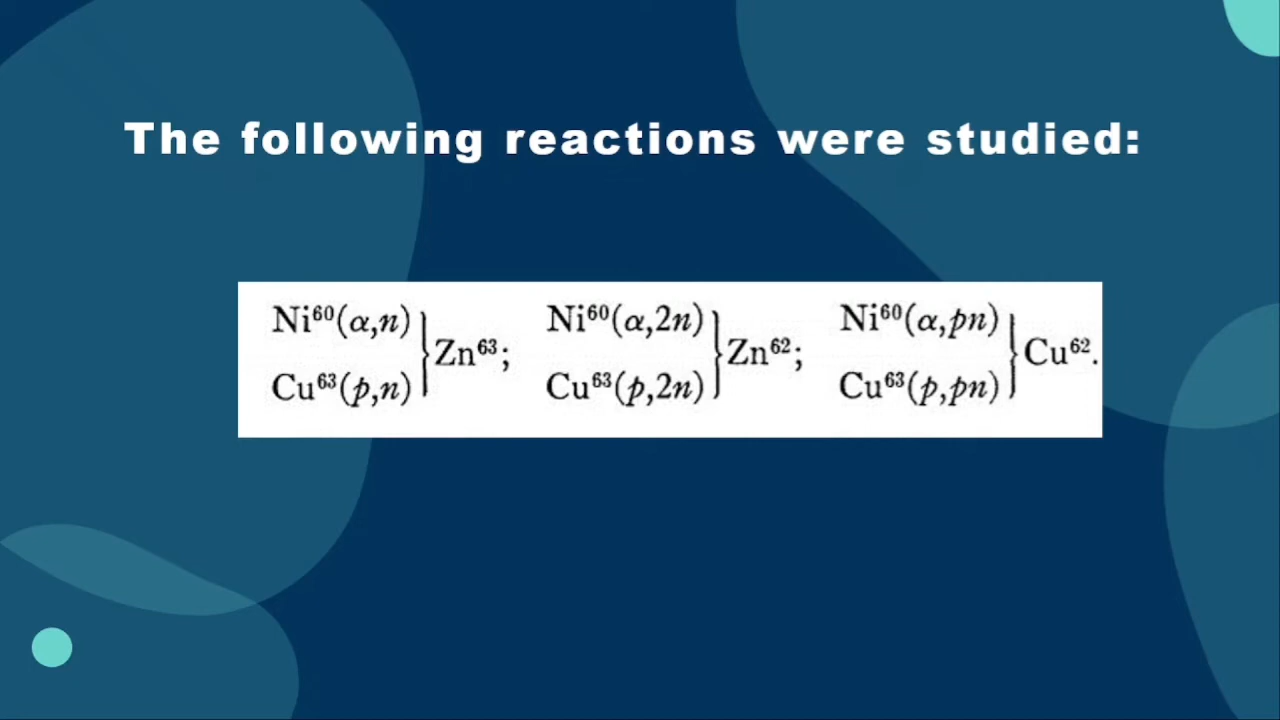 The following reactions were studied:
Ni⁶⁰(α,n)
Cu⁶³(p,n) } Zn⁶³;
Ni⁶⁰(α,2n)
Cu⁶³(p,2n) } Zn⁶²;
Ni⁶⁰(α,pn)
Cu⁶³(p,pn) } Cu⁶².